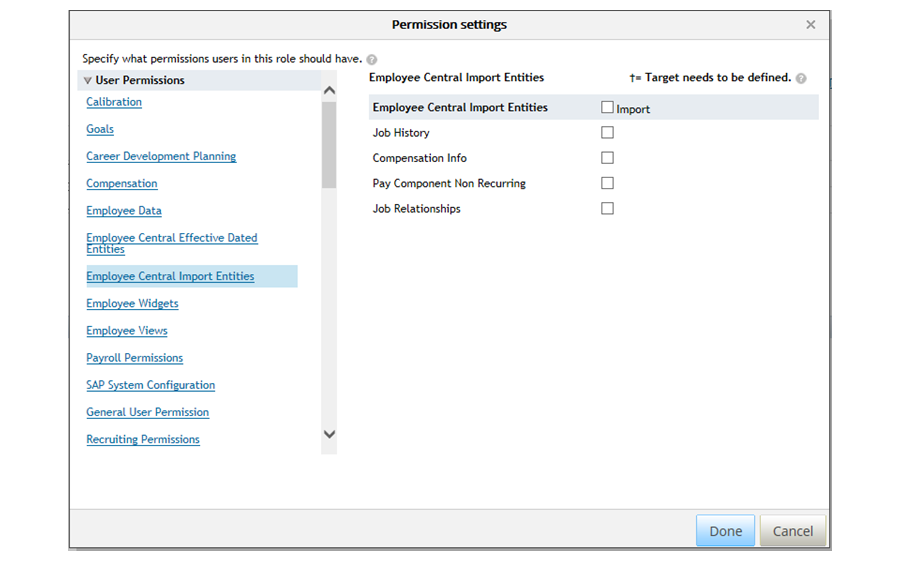 Permission settings
Specify what permissions users in this role should have.
User Permissions
Calibration
Goals
Career Development Planning
Compensation
Employee Data
Employee Central Effective Dated
Entities
Employee Central Import Entities
Employee Widgets
Employee Views
Payroll Permissions
SAP System Configuration
General User Permission
Recruiting Permissions
Employee Central Import Entities
†= Target needs to be defined.
Employee Central Import Entities Import
Job History
Compensation Info
Pay Component Non Recurring
Job Relationships
Done Cancel